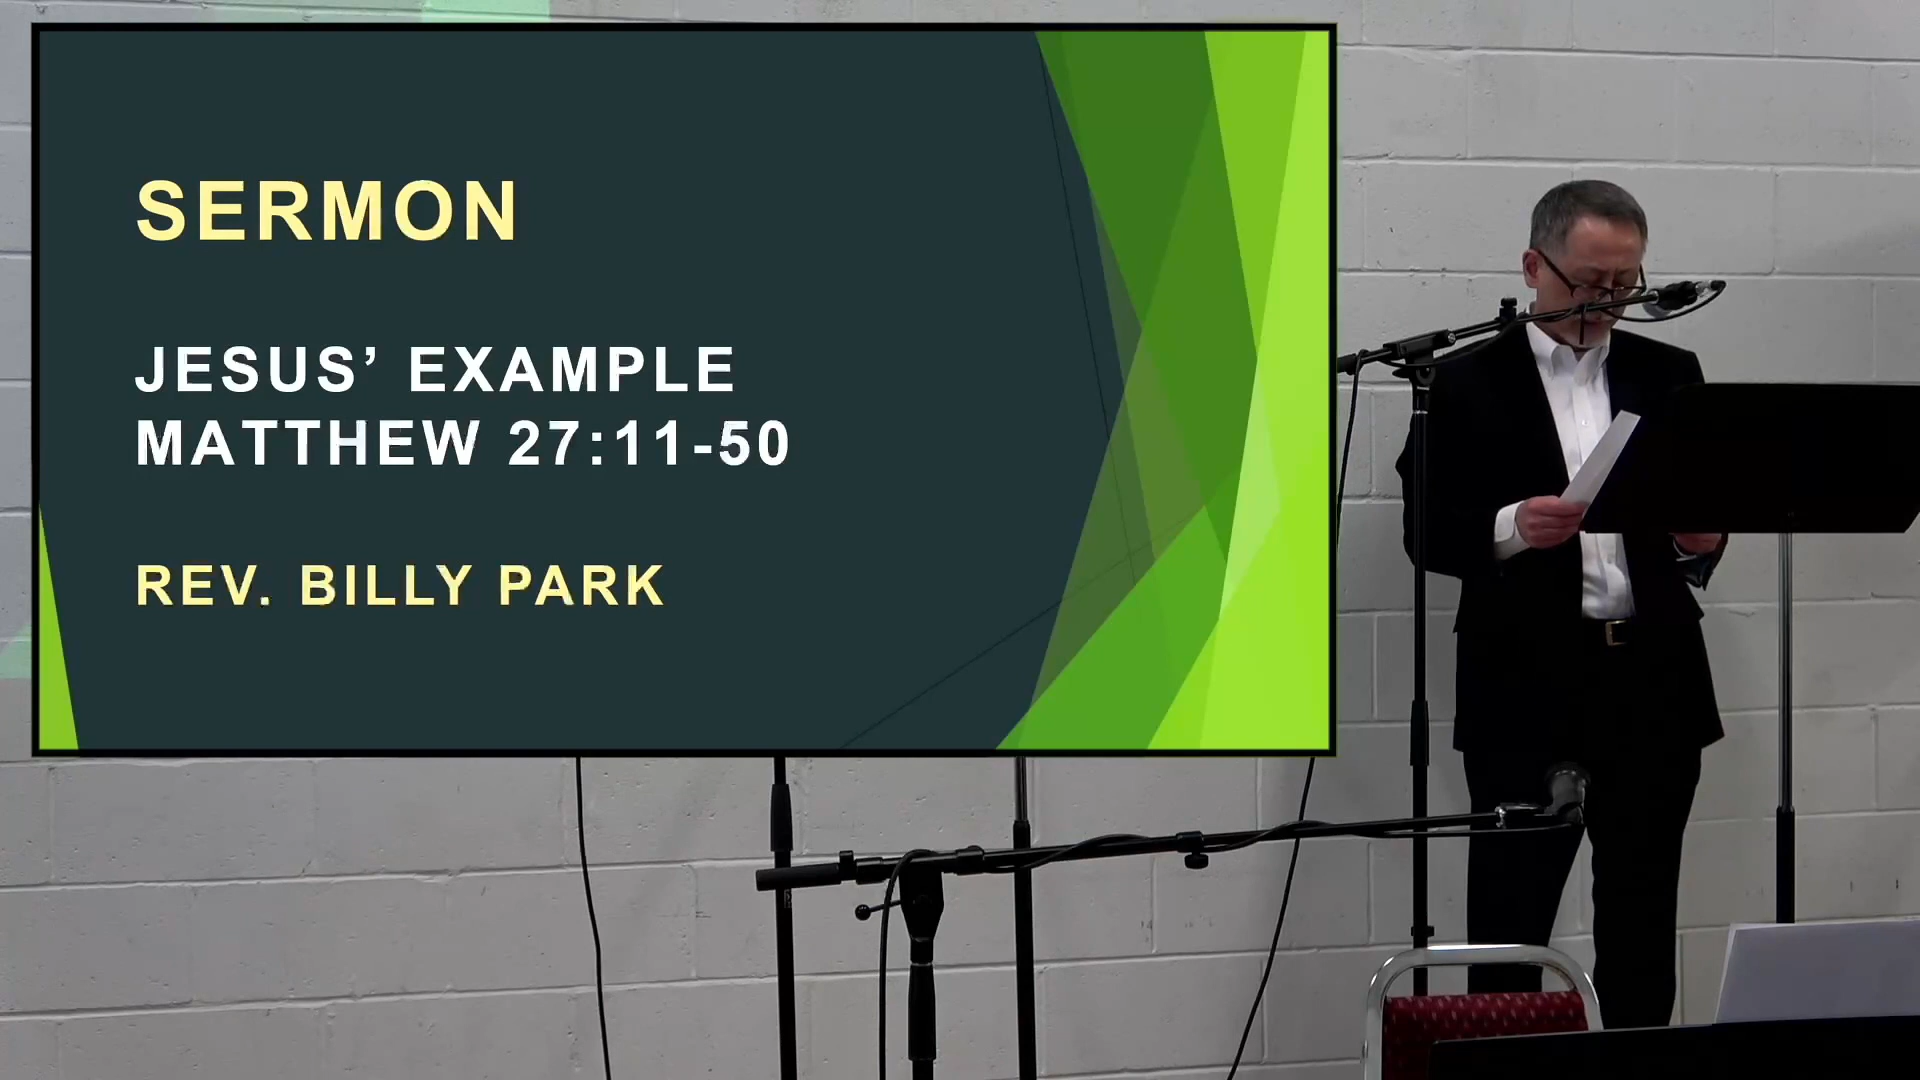 SERMON
JESUS’ EXAMPLE
MATTHEW 27:11-50
REV. BILLY PARK